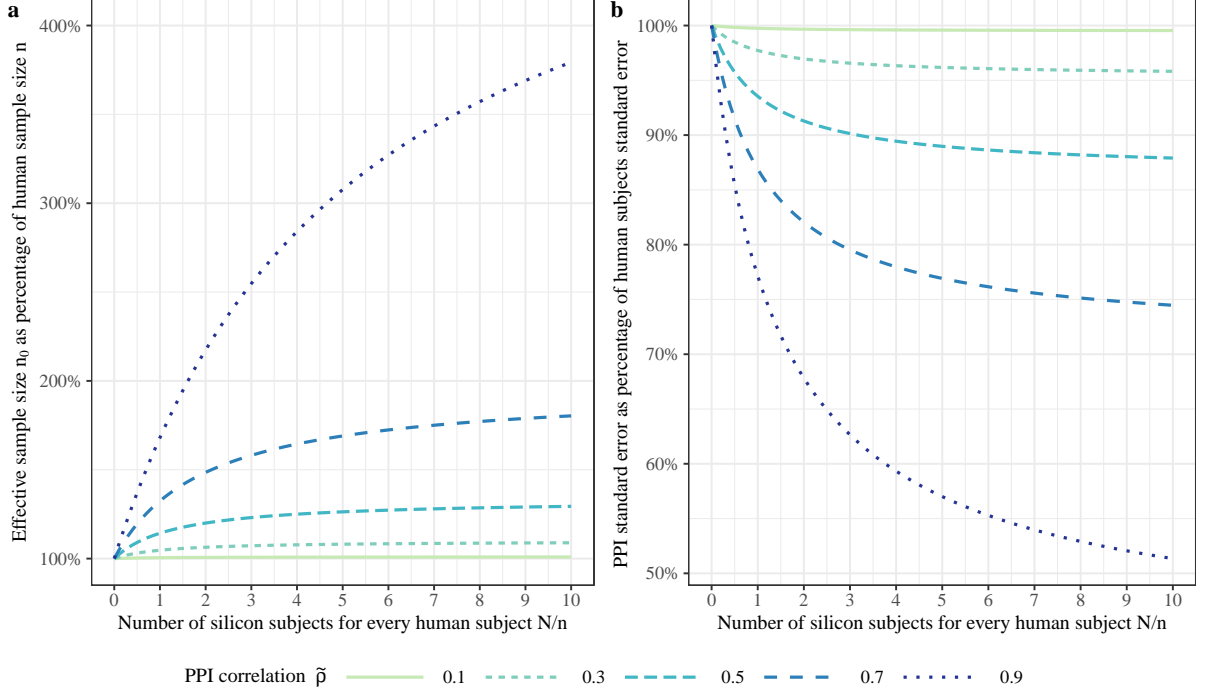 a
Effective sample size n₀ as percentage of human sample size n
400%
300%
200%
100%
0 1 2 3 4 5 6 7 8 9 10
Number of silicon subjects for every human subject N/n
b
PPI standard error as percentage of human subjects standard error
100%
90%
80%
70%
60%
50%
0 1 2 3 4 5 6 7 8 9 10
Number of silicon subjects for every human subject N/n
PPI correlation ρ̃ 0.1 0.3 0.5 0.7 0.9